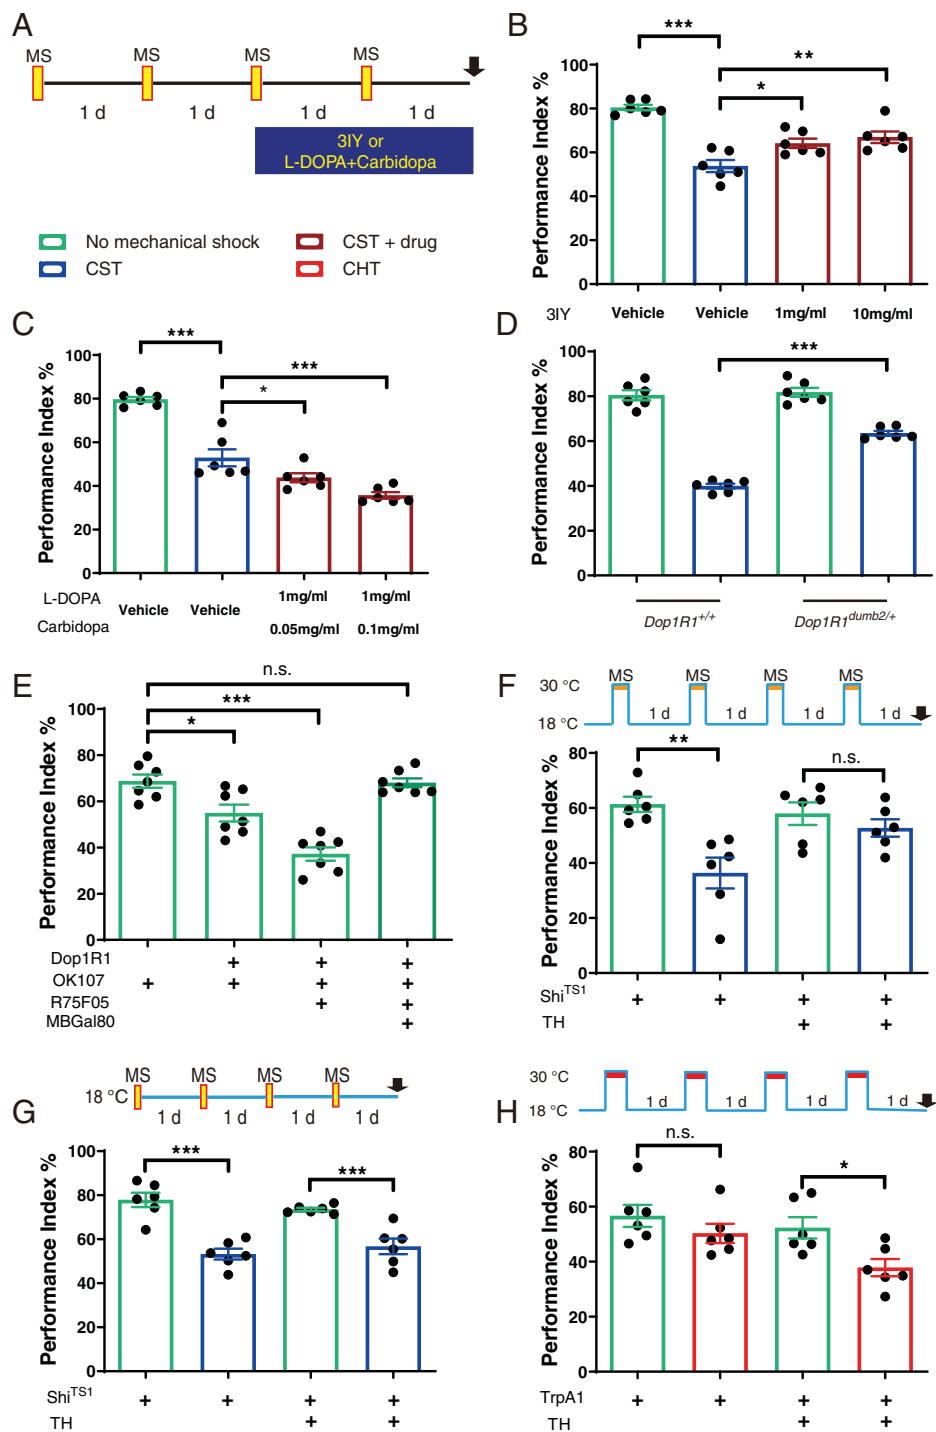 A
MS MS MS MS
1 d 1 d 1 d 1 d
3IY or
L-DOPA+Carbidopa
No mechanical shock
CST
CST + drug
CHT
B
Performance Index %
100
80
60
40
20
0
***
**
*
3IY Vehicle Vehicle 1mg/ml 10mg/ml
C
Performance Index %
100
80
60
40
20
0
***
***
*
L-DOPA Vehicle Vehicle 1mg/ml 1mg/ml
Carbidopa 0.05mg/ml 0.1mg/ml
D
Performance Index %
100
80
60
40
20
0
***
Dop1R1+/+ Dop1R1dumb2/+
E
Performance Index %
100
80
60
40
20
0
n.s.
***
*
Dop1R1 + + +
OK107 + + + +
R75F05 + +
MBGal80 +
F
30 °C
18 °C
MS MS MS MS
1 d 1 d 1 d 1 d
Performance Index %
80
60
40
20
0
**
n.s.
ShiTS1 + + + +
TH + +
G
18 °C
MS MS MS MS
1 d 1 d 1 d 1 d
Performance Index %
100
80
60
40
20
0
***
***
ShiTS1 + + + +
TH + +
H
30 °C
18 °C
1 d 1 d 1 d 1 d
Performance Index %
80
60
40
20
0
n.s.
*
TrpA1 + + + +
TH + +